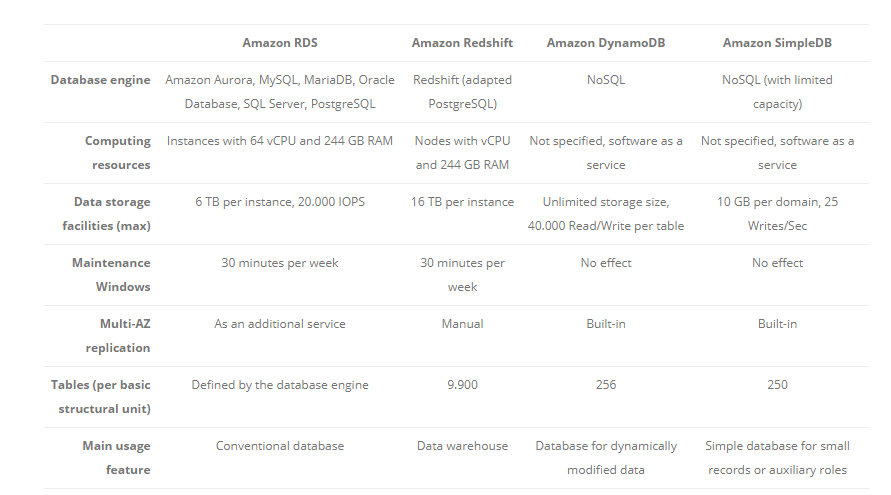 Amazon RDS Amazon Redshift Amazon DynamoDB Amazon SimpleDB
Database engine Amazon Aurora, MySQL, MariaDB, Oracle Redshift (adapted NoSQL NoSQL (with limited
Database, SQL Server, PostgreSQL PostgreSQL) capacity)
Computing Instances with 64 vCPU and 244 GB RAM Nodes with vCPU Not specified, software as a Not specified, software as a
resources and 244 GB RAM service service
Data storage 6 TB per instance, 20.000 IOPS 16 TB per instance Unlimited storage size, 10 GB per domain, 25
facilities (max) 40.000 Read/Write per table Writes/Sec
Maintenance 30 minutes per week 30 minutes per No effect No effect
Windows week
Multi-AZ As an additional service Manual Built-in Built-in
replication
Tables (per basic Defined by the database engine 9.900 256 250
structural unit)
Main usage Conventional database Data warehouse Database for dynamically Simple database for small
feature modified data records or auxiliary roles